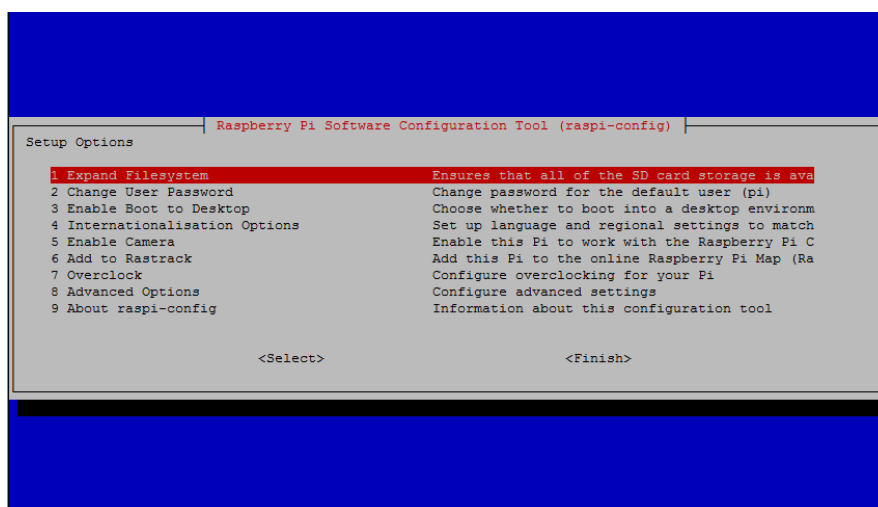 Raspberry Pi Software Configuration Tool (raspi-config)
Setup Options
1 Expand Filesystem Ensures that all of the SD card storage is ava
2 Change User Password Change password for the default user (pi)
3 Enable Boot to Desktop Choose whether to boot into a desktop environm
4 Internationalisation Options Set up language and regional settings to match
5 Enable Camera Enable this Pi to work with the Raspberry Pi C
6 Add to Rastrack Add this Pi to the online Raspberry Pi Map (Ra
7 Overclock Configure overclocking for your Pi
8 Advanced Options Configure advanced settings
9 About raspi-config Information about this configuration tool
<Select> <Finish>